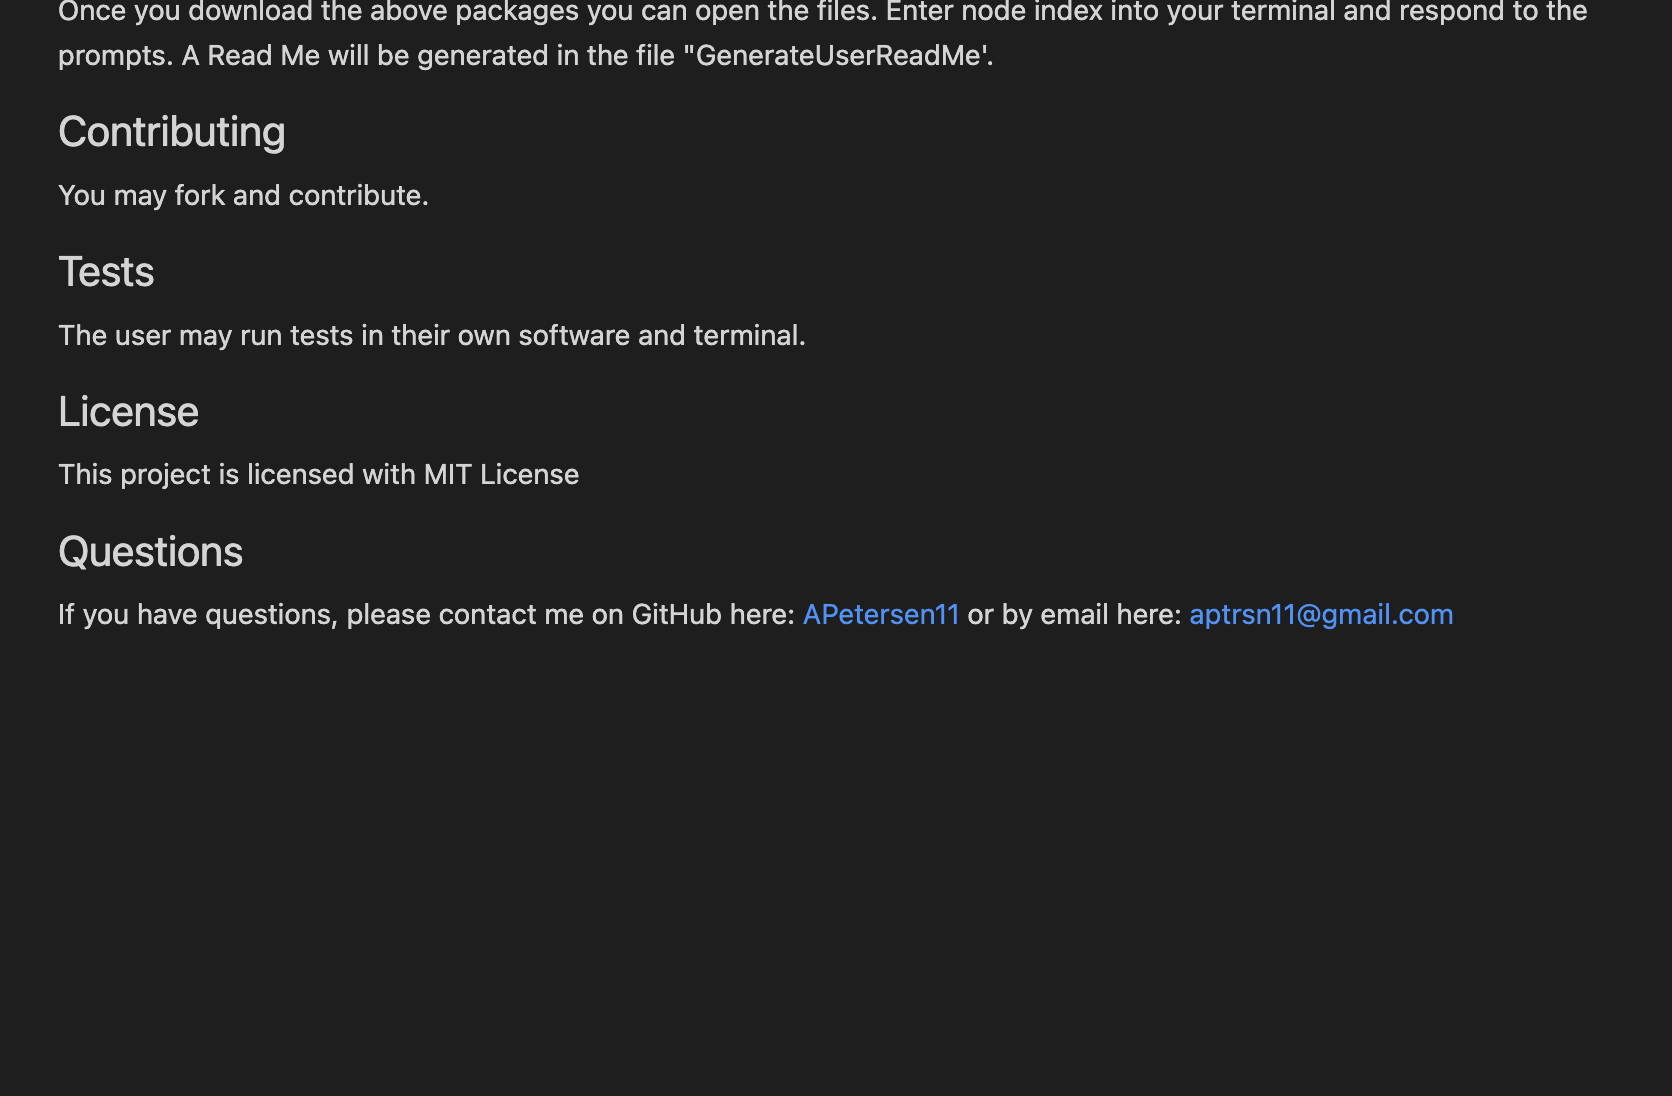 Once you download the above packages you can open the files. Enter node index into your terminal and respond to the
prompts. A Read Me will be generated in the file "GenerateUserReadMe'.
Contributing
You may fork and contribute.
Tests
The user may run tests in their own software and terminal.
License
This project is licensed with MIT License
Questions
If you have questions, please contact me on GitHub here: APetersen11 or by email here: aptrsn11@gmail.com